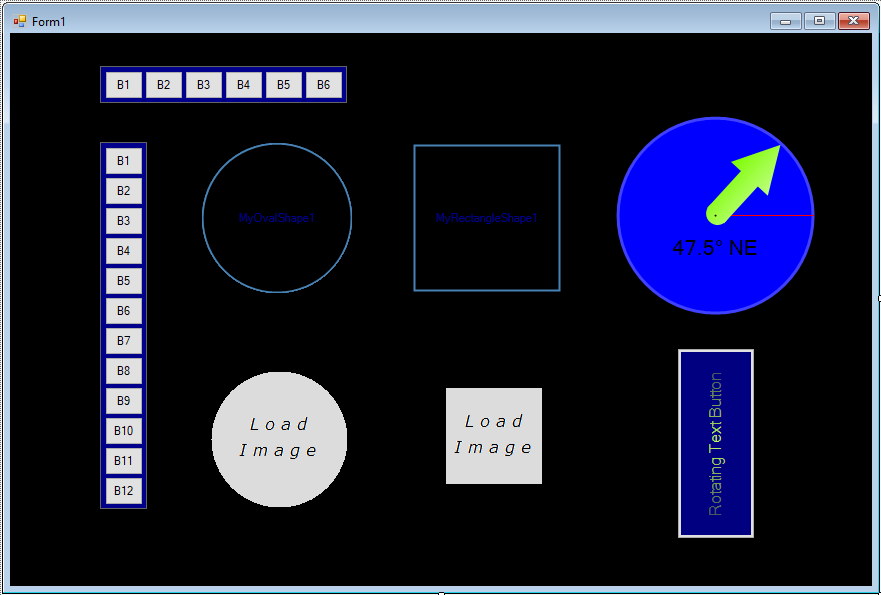 Form1
B1 B2 B3 B4 B5 B6
B1
B2
B3
B4
B5
B6
B7
B8
B9
B10
B11
B12
MyOvalShape1
MyRectangleShape1
47.5° NE
Load
Image
Load
Image
Rotating Text Button